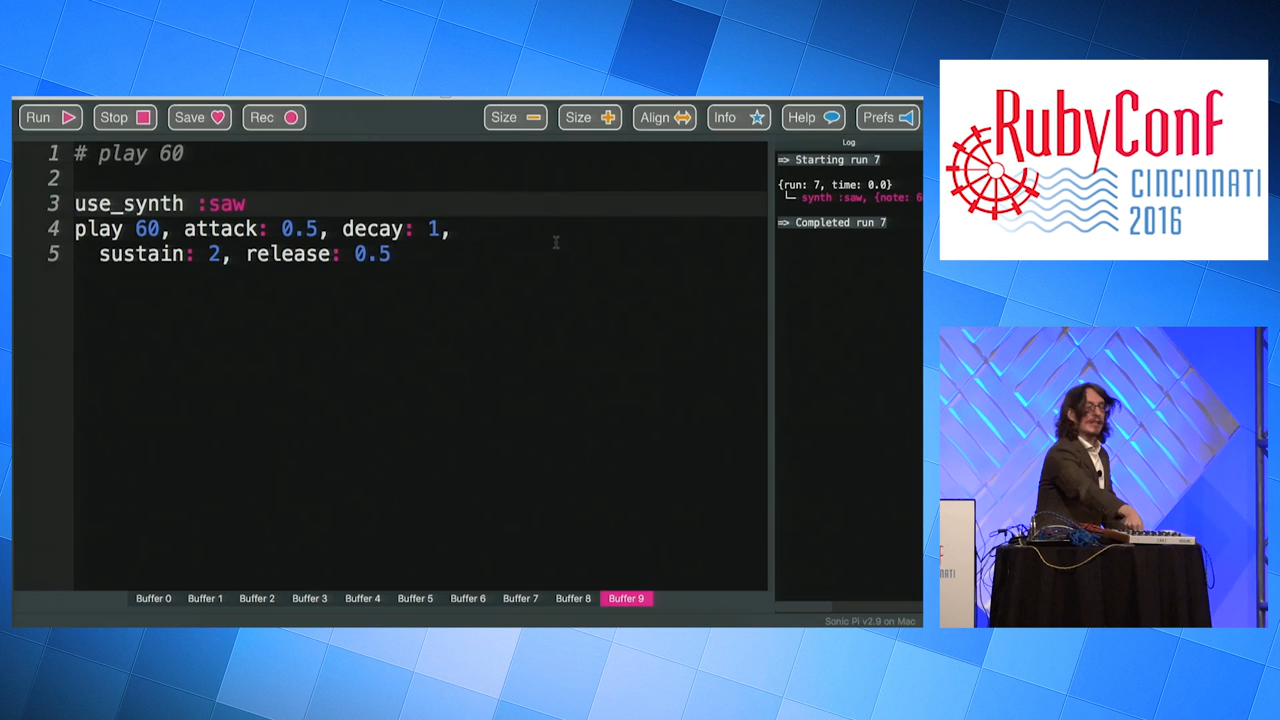 Run Stop Save Rec Size Size Align Info Help Prefs
1 # play 60
2
3 use_synth :saw
4 play 60, attack: 0.5, decay: 1,
5 sustain: 2, release: 0.5
Log
=> Starting run 7
{run: 7, time: 0.0}
synth :saw, {note: 6
=> Completed run 7
Buffer 0 Buffer 1 Buffer 2 Buffer 3 Buffer 4 Buffer 5 Buffer 6 Buffer 7 Buffer 8 Buffer 9
Sonic Pi v2.9 on Mac
RubyConf
CINCINNATI
2016